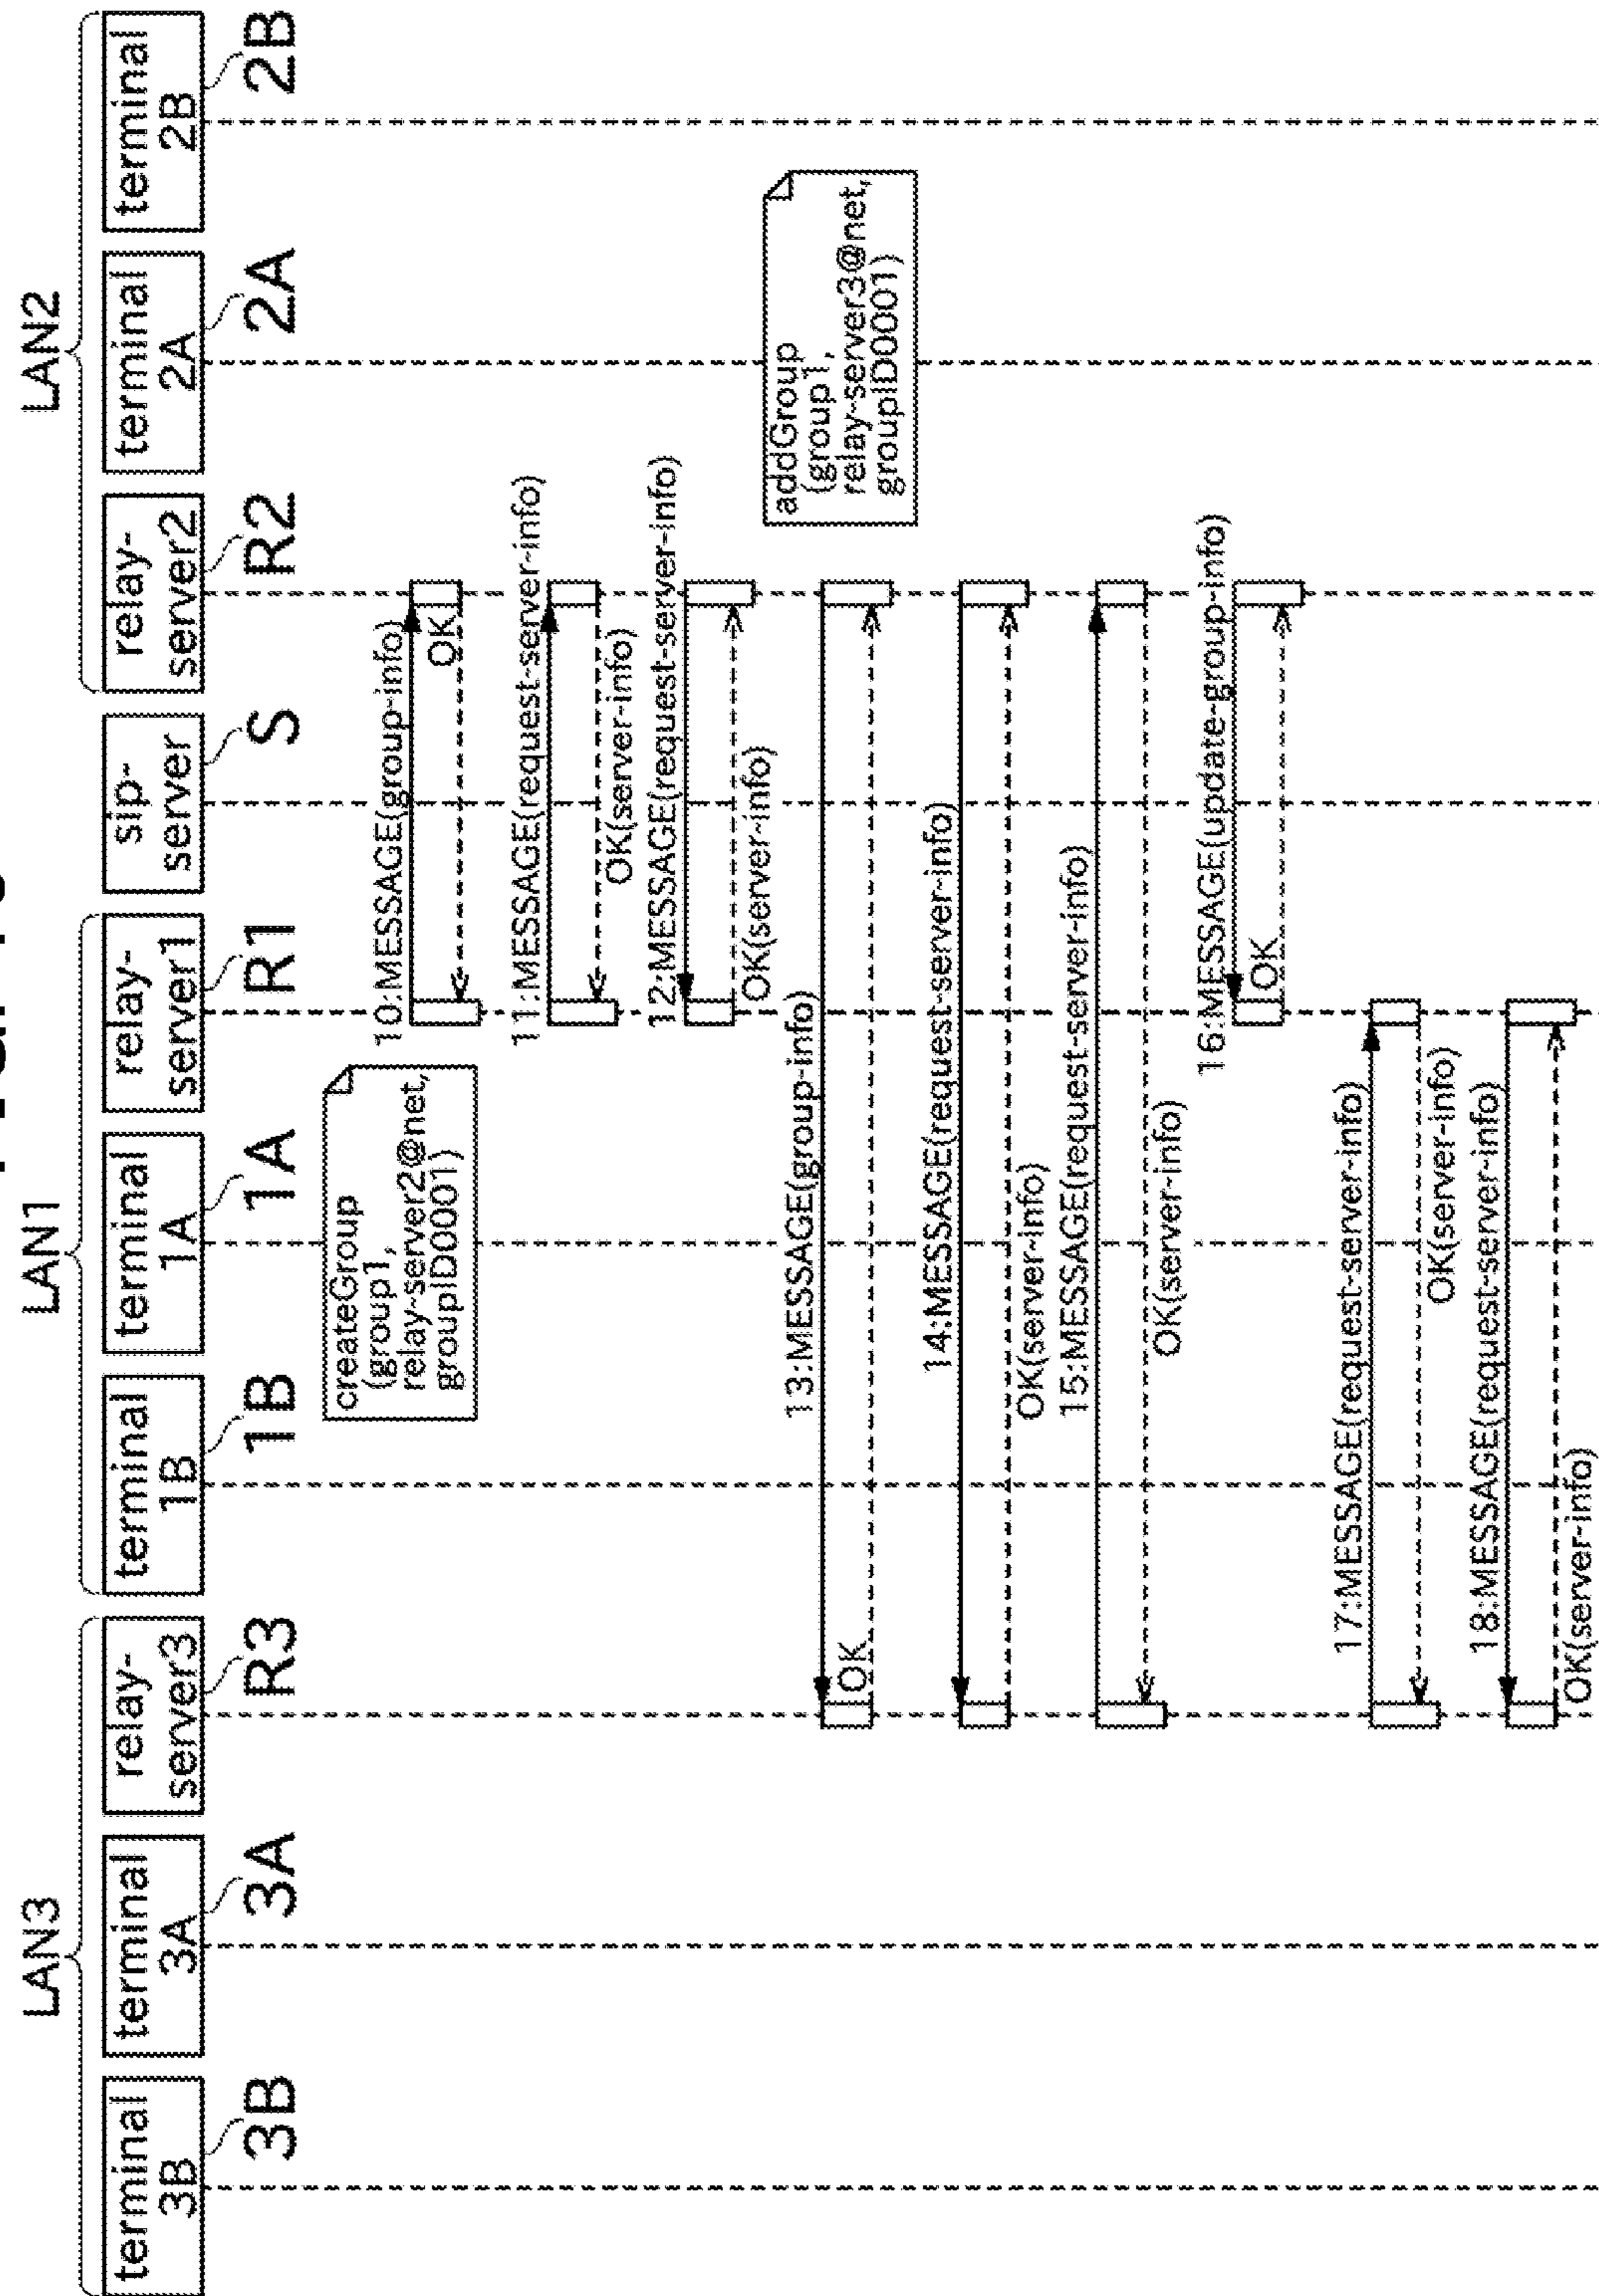 LAN3
LAN1
LAN2
terminal
3B
terminal
3A
relay-
server3
terminal
1B
terminal
1A
relay-
server1
sip-
server
relay-
server2
terminal
2A
terminal
2B
3B
3A
R3
1B
1A
R1
S
R2
2A
2B
createGroup
(group1,
relay-server2@net,
groupID0001)
10:MESSAGE(group-info)
OK
11:MESSAGE(request-server-info)
OK(server-info)
12:MESSAGE(request-server-info)
OK(server-info)
addGroup
(group1,
relay-server3@net,
groupID0001)
13:MESSAGE(group-info)
OK
14:MESSAGE(request-server-info)
OK(server-info)
15:MESSAGE(request-server-info)
OK(server-info)
16:MESSAGE(update-group-info)
OK
17:MESSAGE(request-server-info)
OK(server-info)
18:MESSAGE(request-server-info)
OK(server-info)